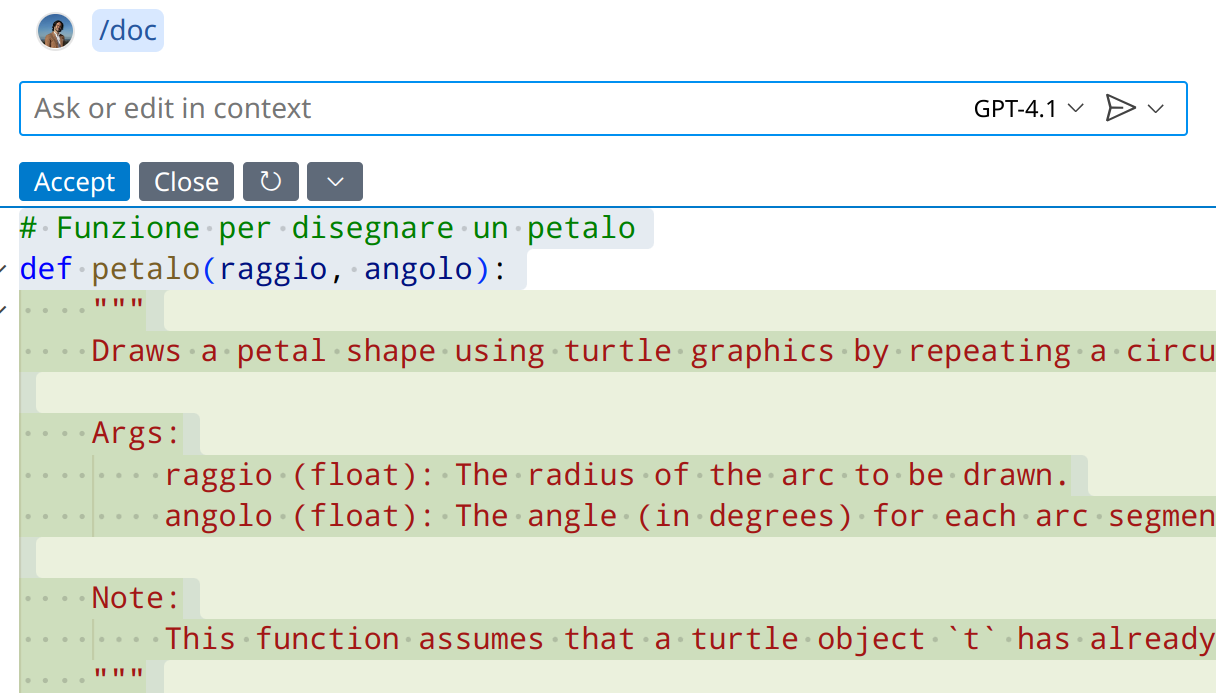 /doc
Ask or edit in context GPT-4.1
Accept Close
# Funzione per disegnare un petalo
def petalo(raggio, angolo):
"""
Draws a petal shape using turtle graphics by repeating a circu
Args:
raggio (float): The radius of the arc to be drawn.
angolo (float): The angle (in degrees) for each arc segmen
Note:
This function assumes that a turtle object `t` has already
"""